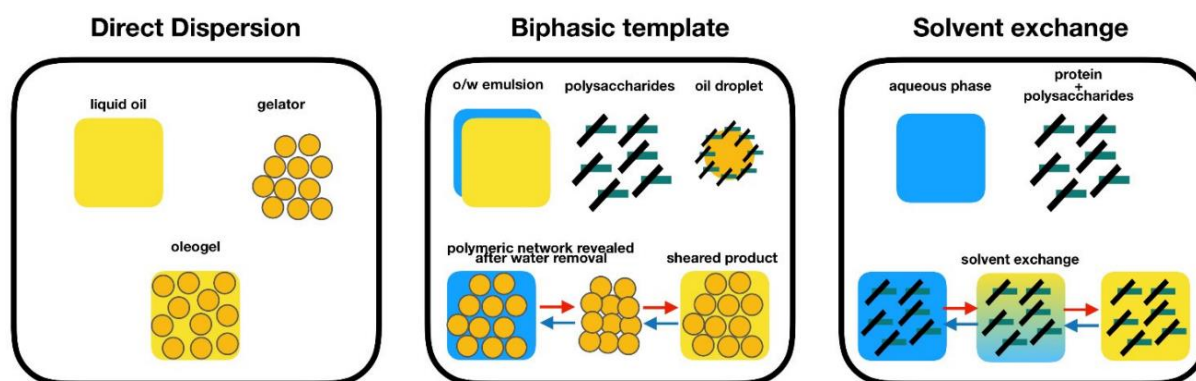 Direct Dispersion
liquid oil
gelator
oleogel
Biphasic template
o/w emulsion
polysaccharides
oil droplet
polymeric network revealed
after water removal
sheared product
Solvent exchange
aqueous phase
protein
+
polysaccharides
solvent exchange